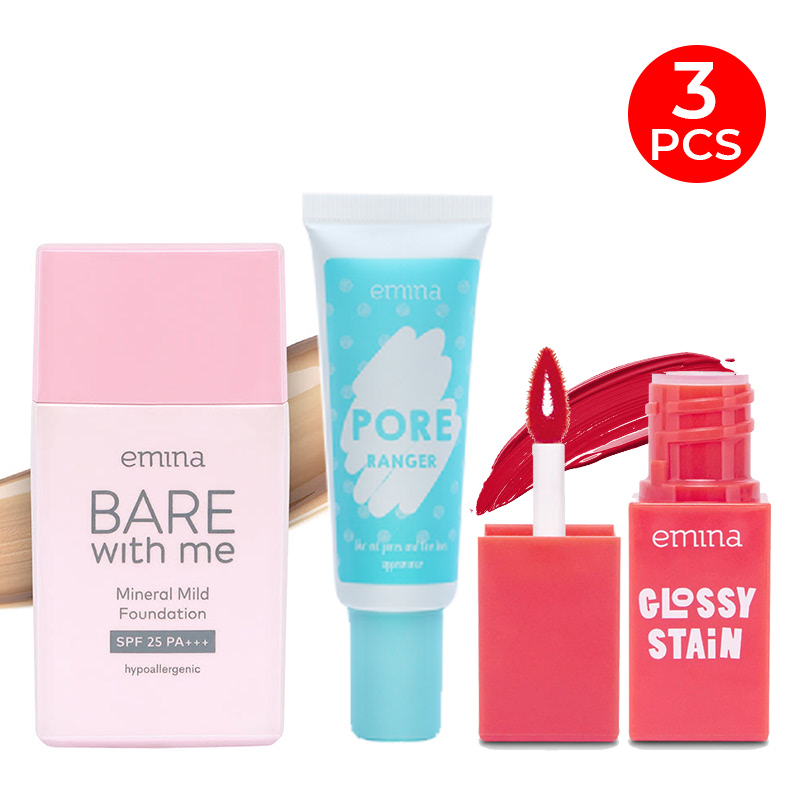 3
PCS
emina
BARE
with me
Mineral Mild
Foundation
SPF 25 PA+++
hypoallergenic
emina
PORE
RANGER
appearance
emina
GLOSSY
STAiN